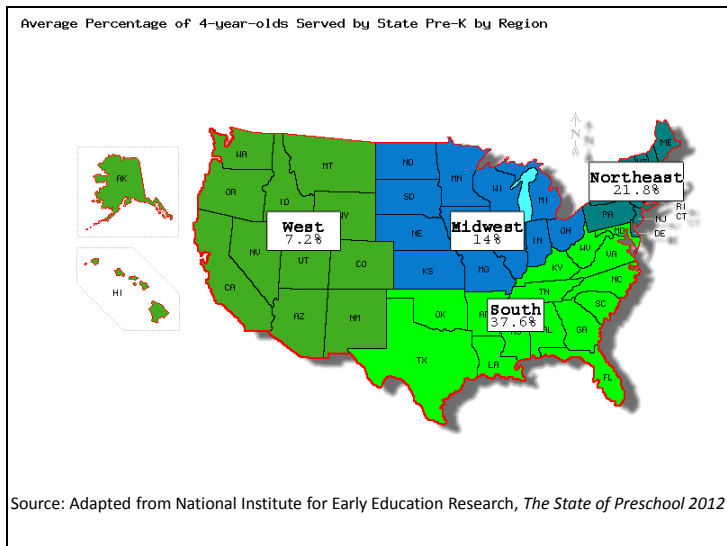 Average Percentage of 4-year-olds Served by State Pre-K by Region
N
N
ME
WA
MT
ND
MN
Northeast
21.8%
AK
OR
ID
SD
WI
MI
PA
RI
CT
NJ
West
7.2%
WY
Midwest
14%
MD
DE
NV
UT
NE
IN
OH
WV
HI
CO
KS
MO
KY
VA
CA
TN
NC
AZ
NM
OK
South
37.6%
SC
TX
AL
GA
LA
FL
Source: Adapted from National Institute for Early Education Research, The State of Preschool 2012